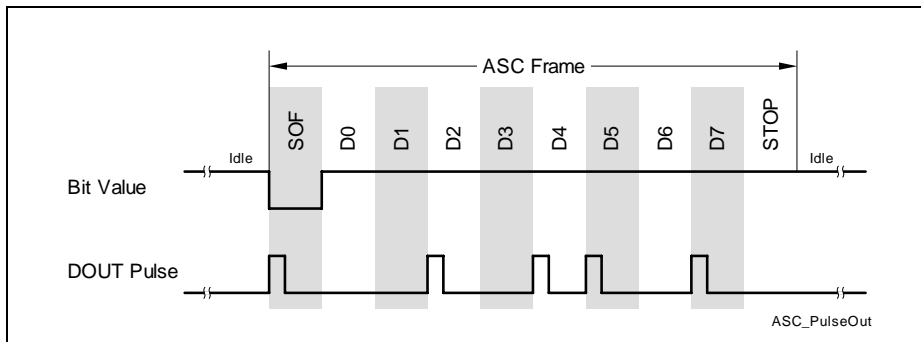 ASC Frame
SOF D0 D1 D2 D3 D4 D5 D6 D7 STOP
Idle Idle
Bit Value
DOUT Pulse
ASC_PulseOut